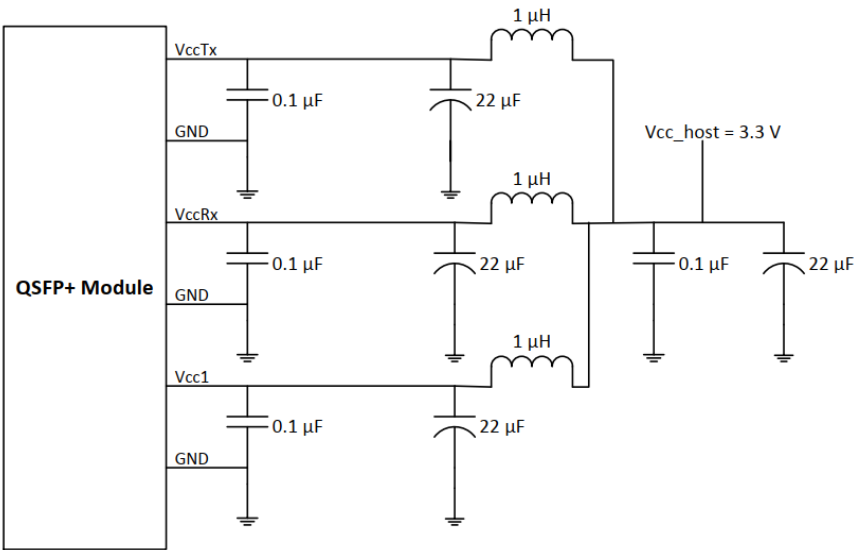 1 µH
VccTx
0.1 µF
22 µF
GND
Vcc_host = 3.3 V
1 µH
VccRx
0.1 µF
22 µF
0.1 µF
22 µF
QSFP+ Module
GND
1 µH
Vcc1
0.1 µF
22 µF
GND